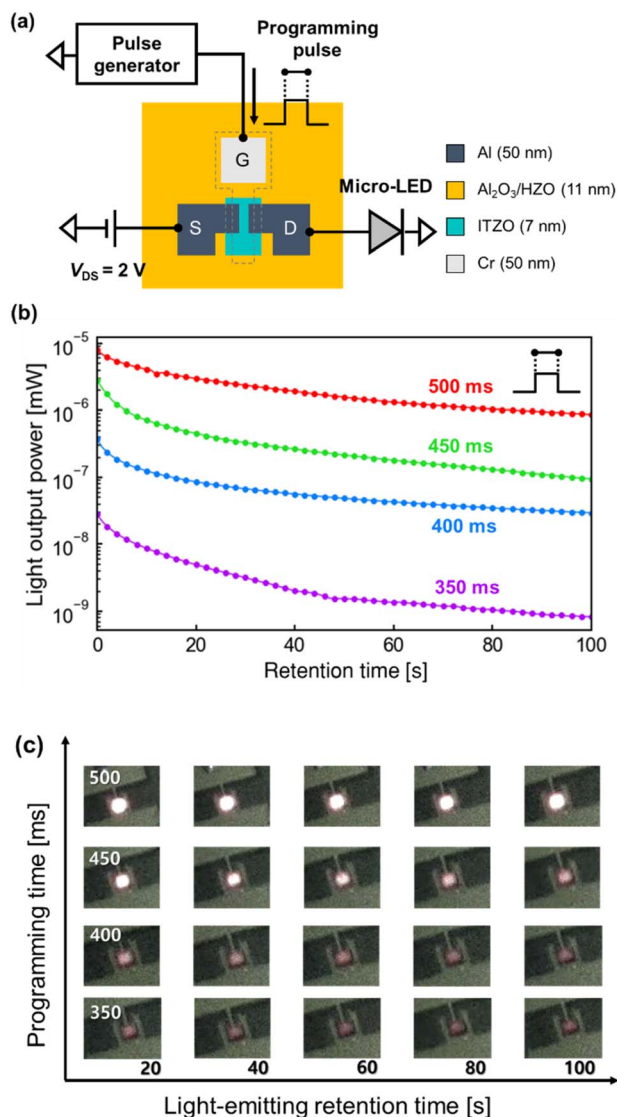 (a)
Pulse
generator
Programming
pulse
G
S
D
Micro-LED
V_DS = 2 V
Al (50 nm)
Al₂O₃/HZO (11 nm)
ITZO (7 nm)
Cr (50 nm)
(b)
Light output power [mW]
10⁻⁵
10⁻⁶
10⁻⁷
10⁻⁸
10⁻⁹
500 ms
450 ms
400 ms
350 ms
0 20 40 60 80 100
Retention time [s]
(c)
Programming time [ms]
500
450
400
350
20 40 60 80 100
Light-emitting retention time [s]